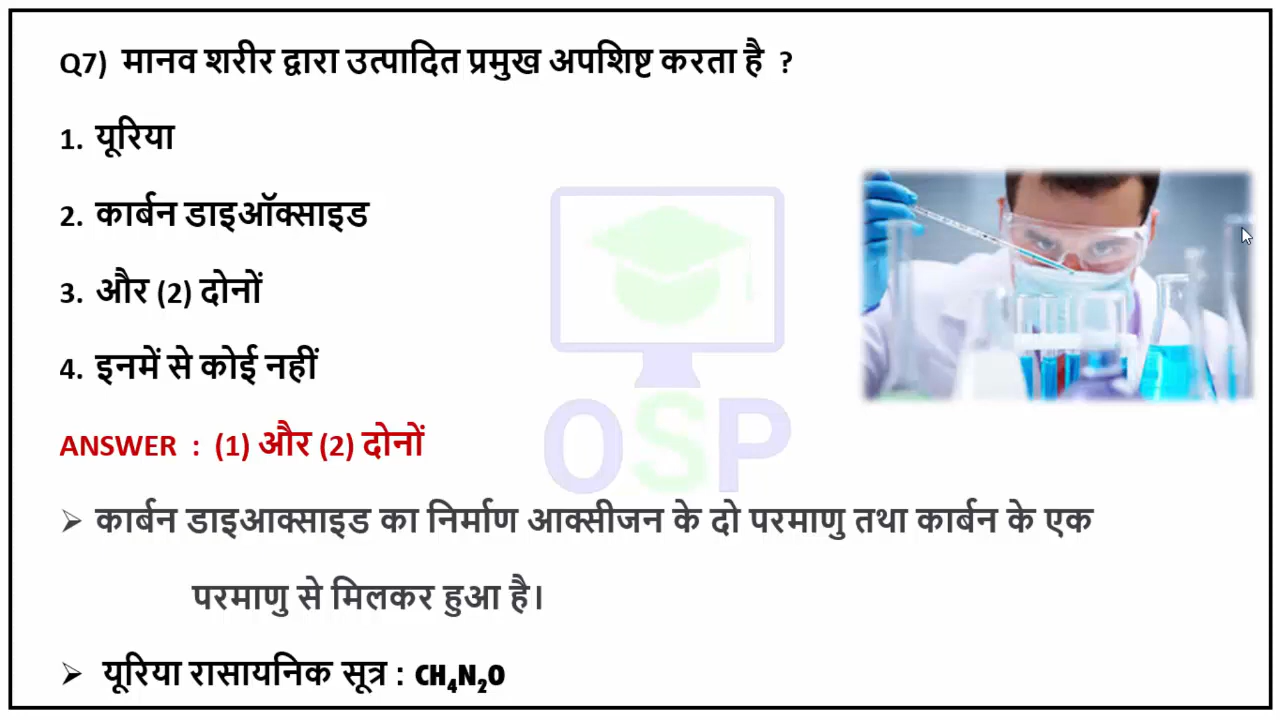 Q7) मानव शरीर द्वारा उत्पादित प्रमुख अपशिष्ट करता है ?
1. यूरिया
2. कार्बन डाइऑक्साइड
3. और (2) दोनों
4. इनमें से कोई नहीं
OSP
ANSWER : (1) और (2) दोनों
➢ कार्बन डाइआक्साइड का निर्माण आक्सीजन के दो परमाणु तथा कार्बन के एक
परमाणु से मिलकर हुआ है।
➢ यूरिया रासायनिक सूत्र : CH₄N₂O